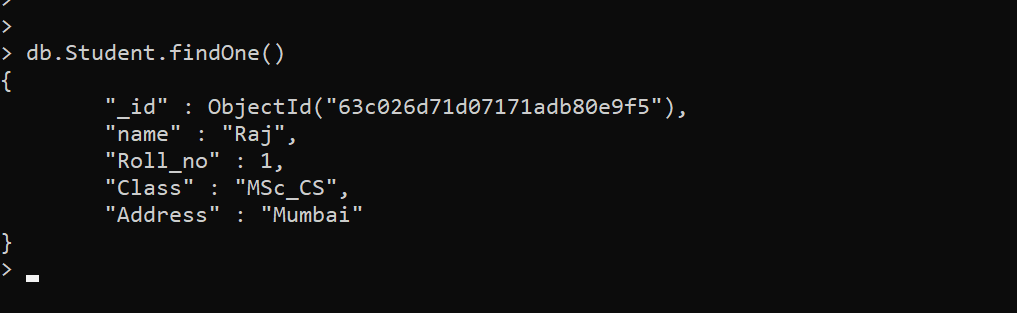 >
>
> db.Student.findOne()
{
        "_id" : ObjectId("63c026d71d07171adb80e9f5"),
        "name" : "Raj",
        "Roll_no" : 1,
        "Class" : "MSc_CS",
        "Address" : "Mumbai"
}
>